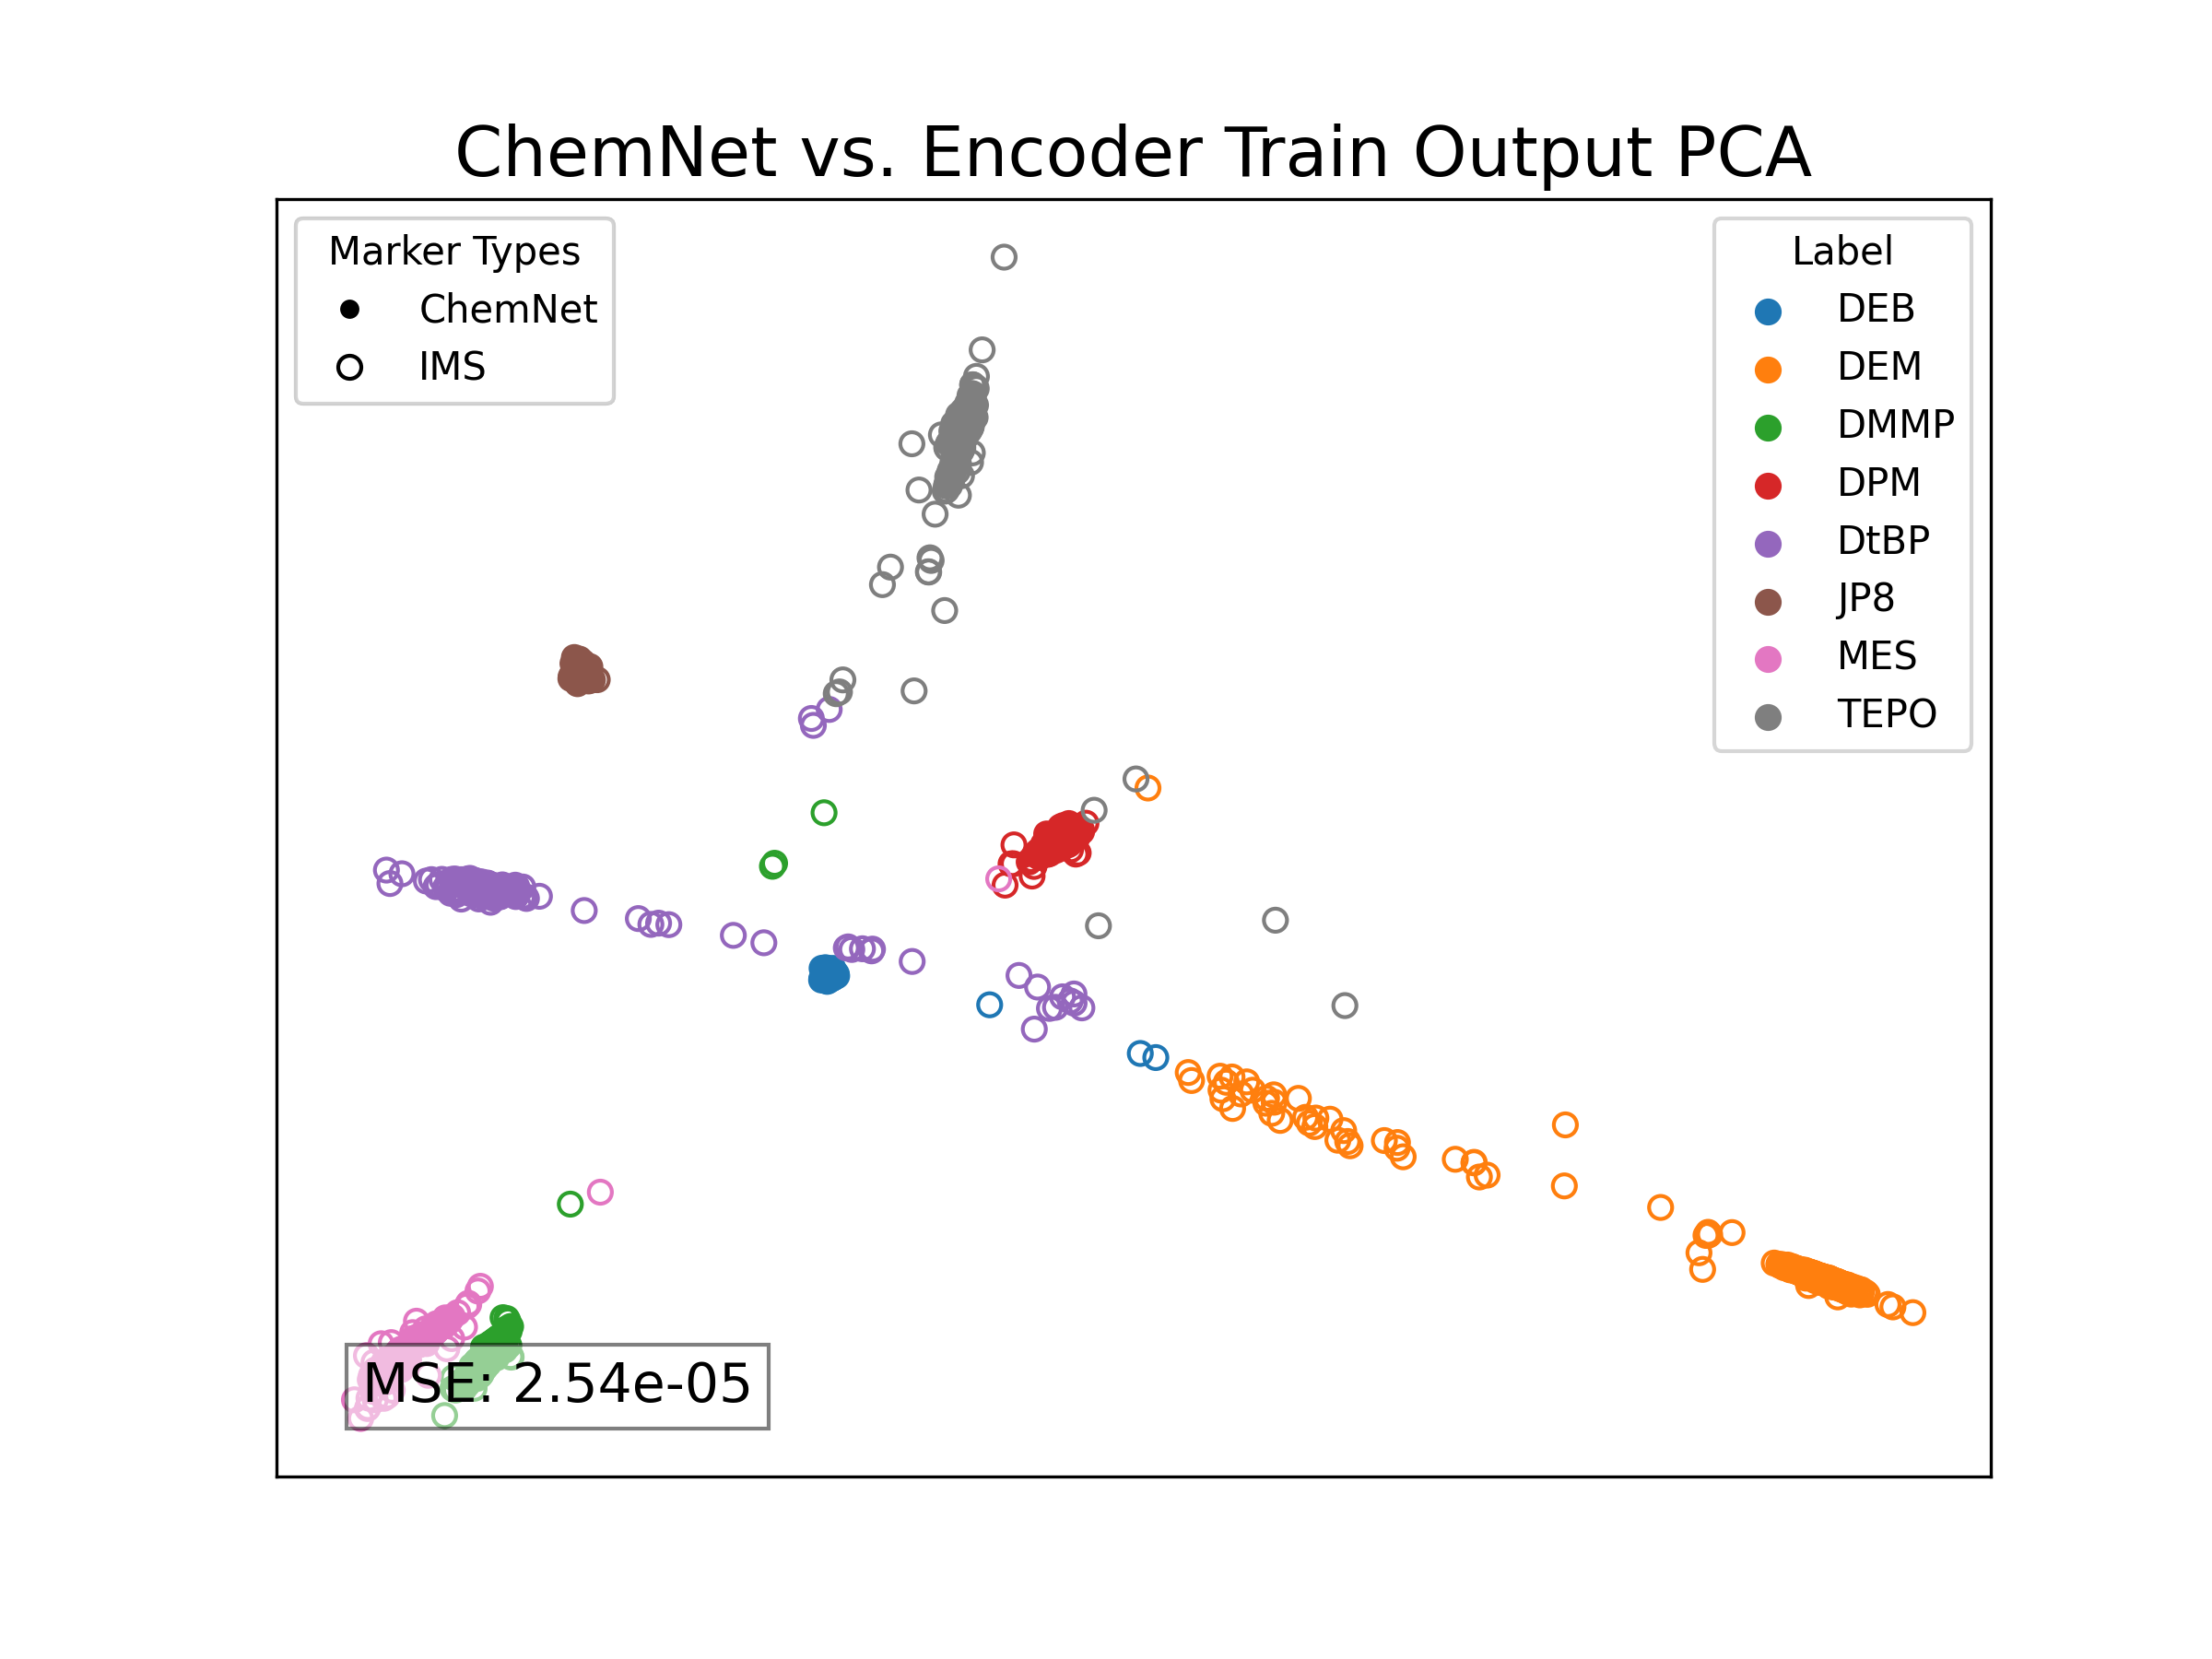 ChemNet vs. Encoder Train Output PCA
Marker Types
ChemNet
IMS
Label
DEB
DEM
DMMP
DPM
DtBP
JP8
MES
TEPO
MSE: 2.54e-05